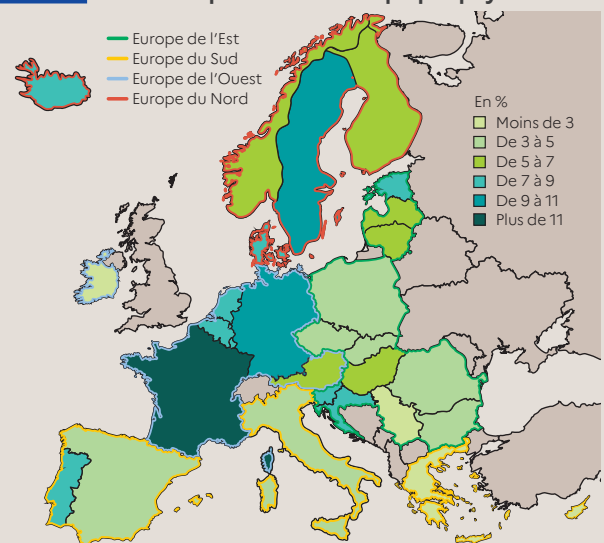 Europe de l'Est
Europe du Sud
Europe de l'Ouest
Europe du Nord
En %
Moins de 3
De 3 à 5
De 5 à 7
De 7 à 9
De 9 à 11
Plus de 11